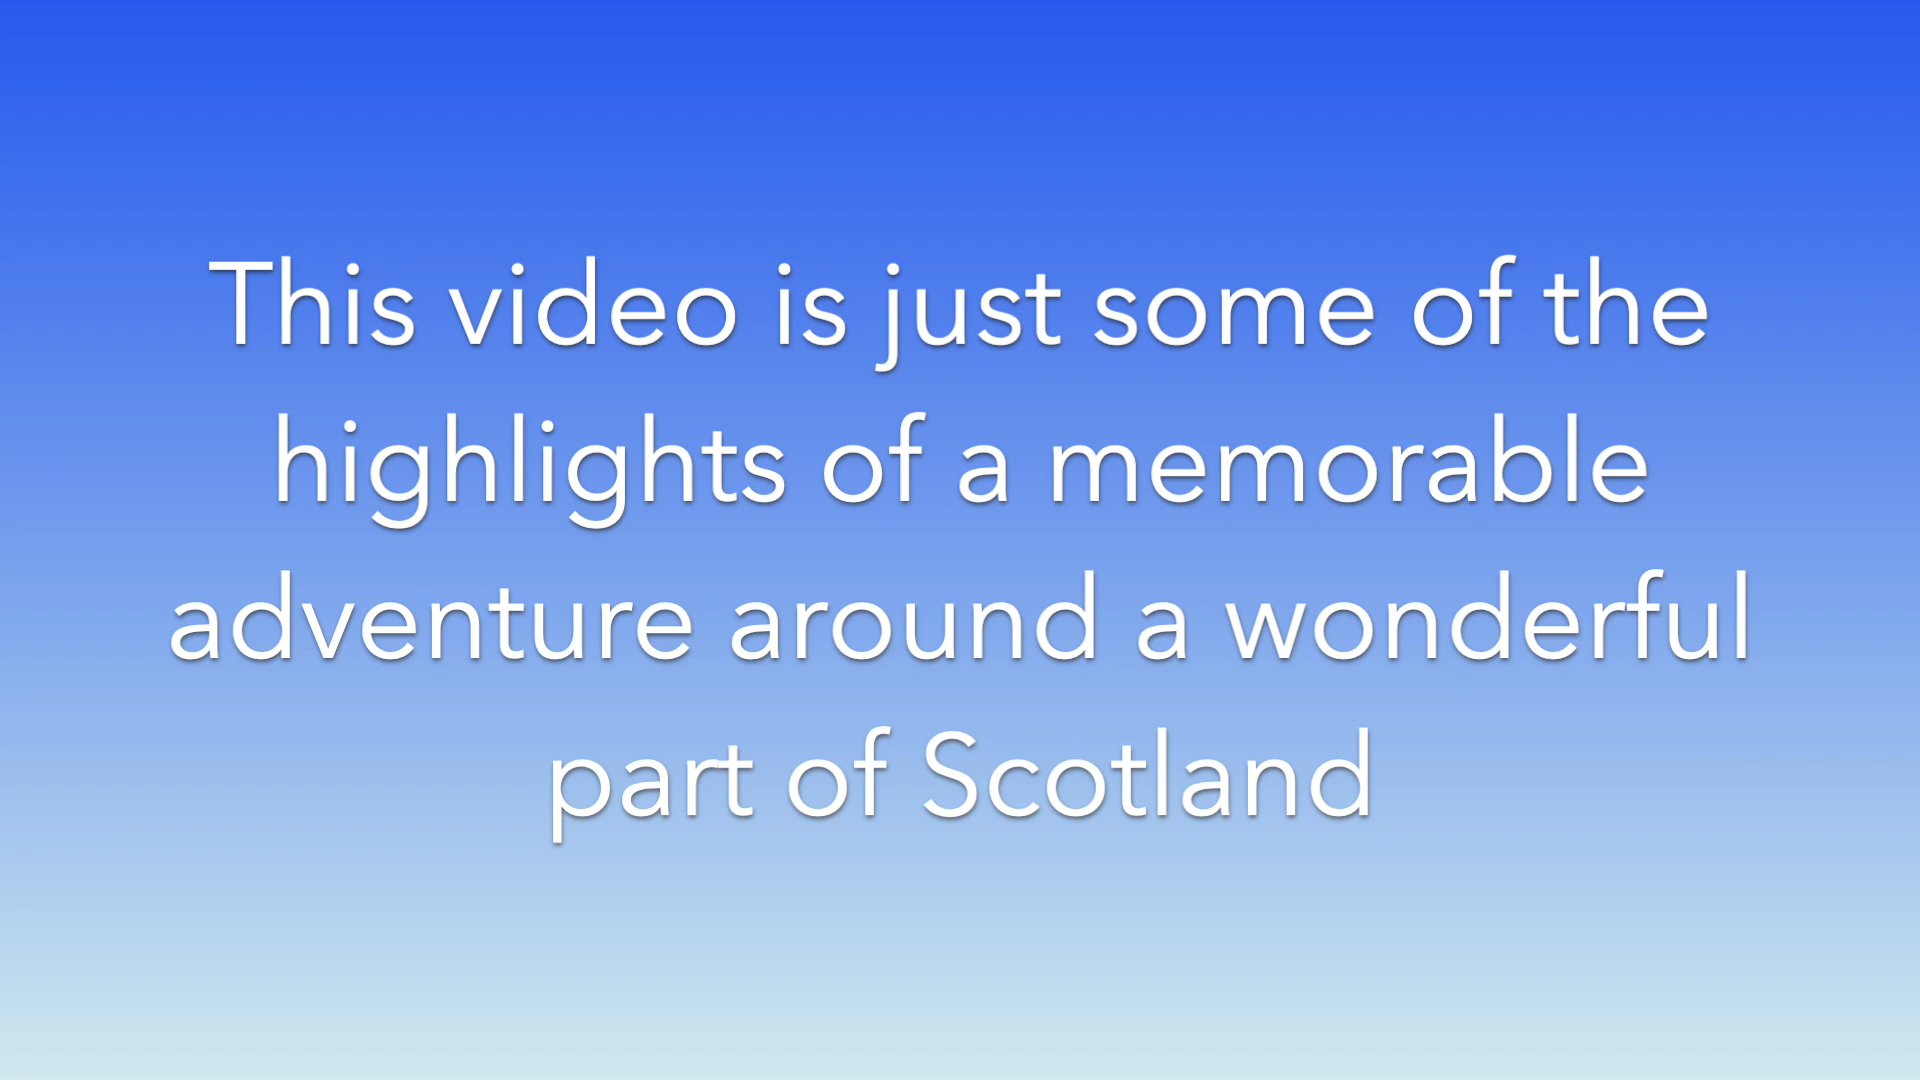 This video is just some of the
highlights of a memorable
adventure around a wonderful
part of Scotland